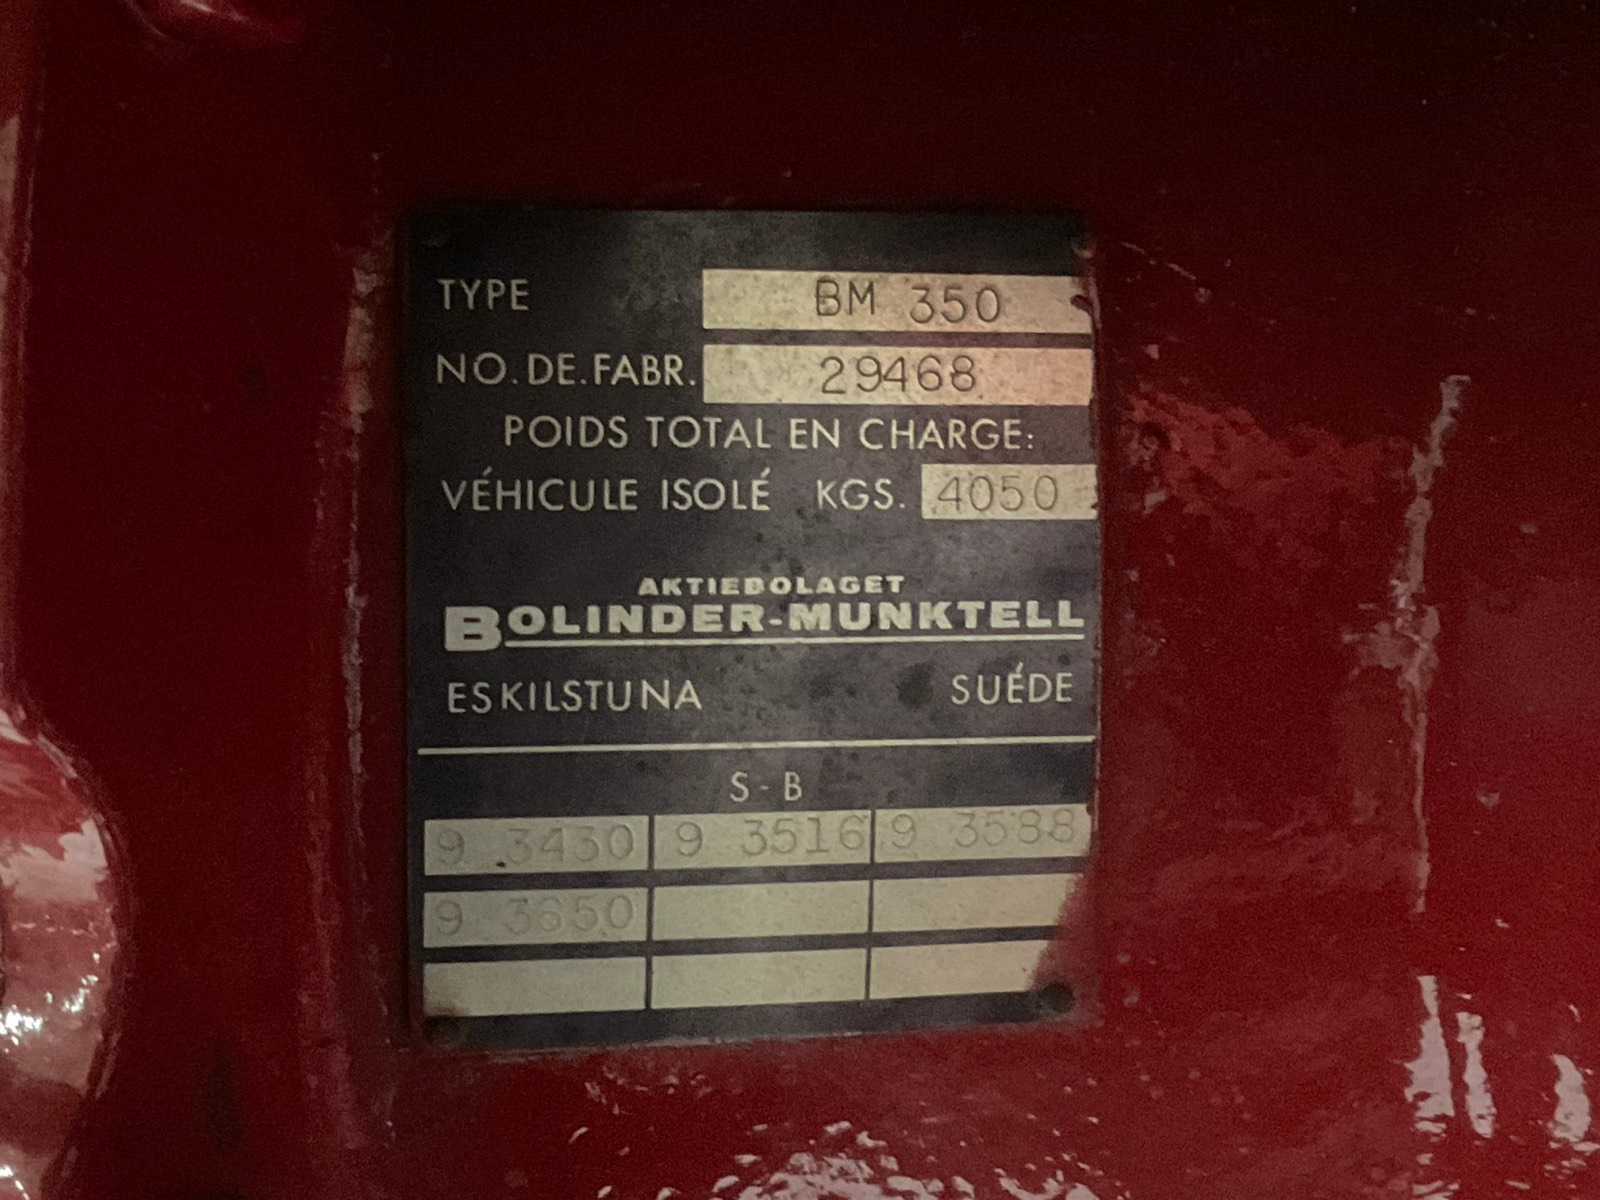 TYPE BM 350
NO. DE. FABR. 29468
POIDS TOTAL EN CHARGE:
VÉHICULE ISOLÉ KGS. 4050
AKTIEBOLAGET
BOLINDER-MUNKTELL
ESKILSTUNA SUÉDE
S-B
9 3430 9 3516 9 3588
9 3650